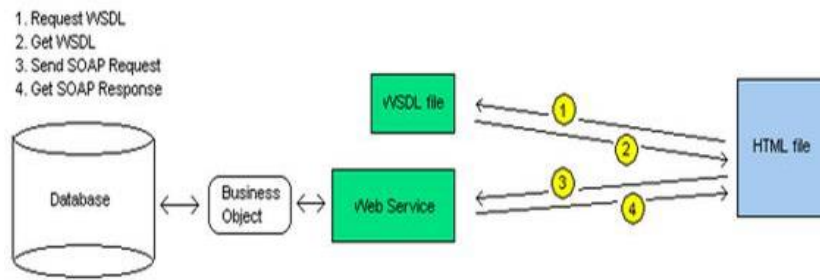 1. Request WSDL
2. Get WSDL
3. Send SOAP Request
4. Get SOAP Response
WSDL file
1
2
HTML file
Database
Business
Object
Web Service
3
4